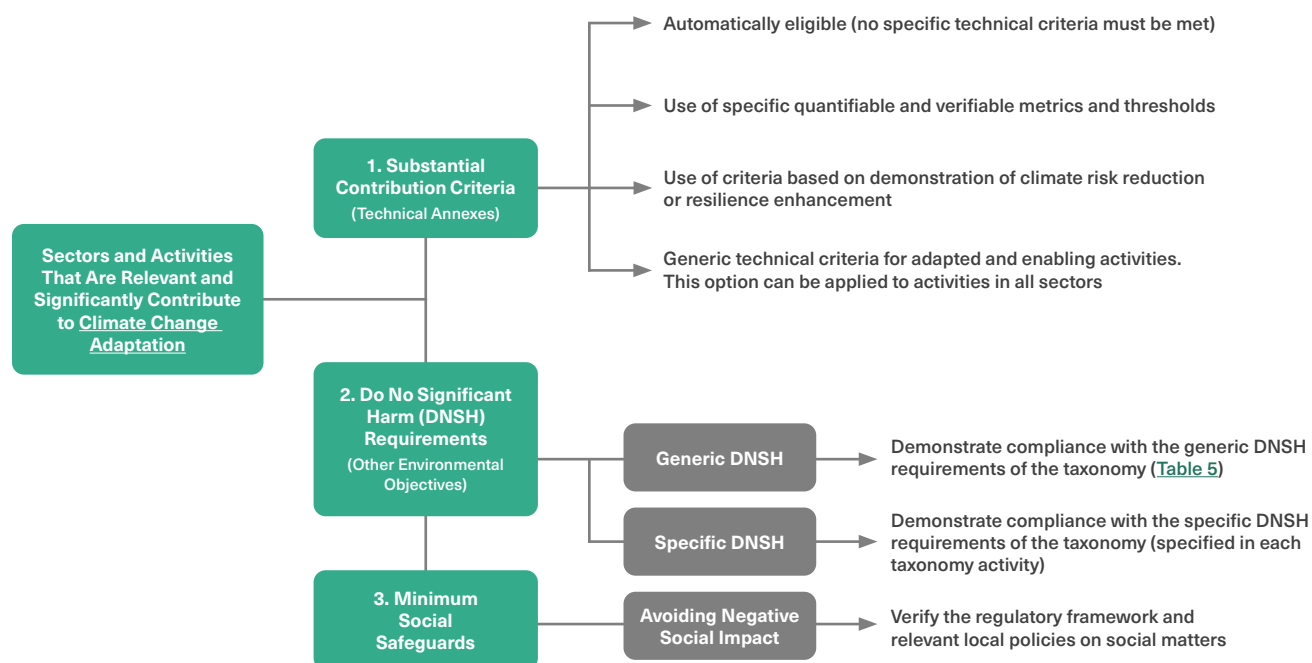 Automatically eligible (no specific technical criteria must be met)
Use of specific quantifiable and verifiable metrics and thresholds
1. Substantial
Contribution Criteria
(Technical Annexes)
Use of criteria based on demonstration of climate risk reduction
or resilience enhancement
Generic technical criteria for adapted and enabling activities.
This option can be applied to activities in all sectors
Sectors and Activities
That Are Relevant and
Significantly Contribute
to Climate Change
Adaptation
2. Do No Significant
Harm (DNSH)
Requirements
(Other Environmental
Objectives)
Generic DNSH
Demonstrate compliance with the generic DNSH
requirements of the taxonomy (Table 5)
Specific DNSH
Demonstrate compliance with the specific DNSH
requirements of the taxonomy (specified in each
taxonomy activity)
3. Minimum
Social
Safeguards
Avoiding Negative
Social Impact
Verify the regulatory framework and
relevant local policies on social matters